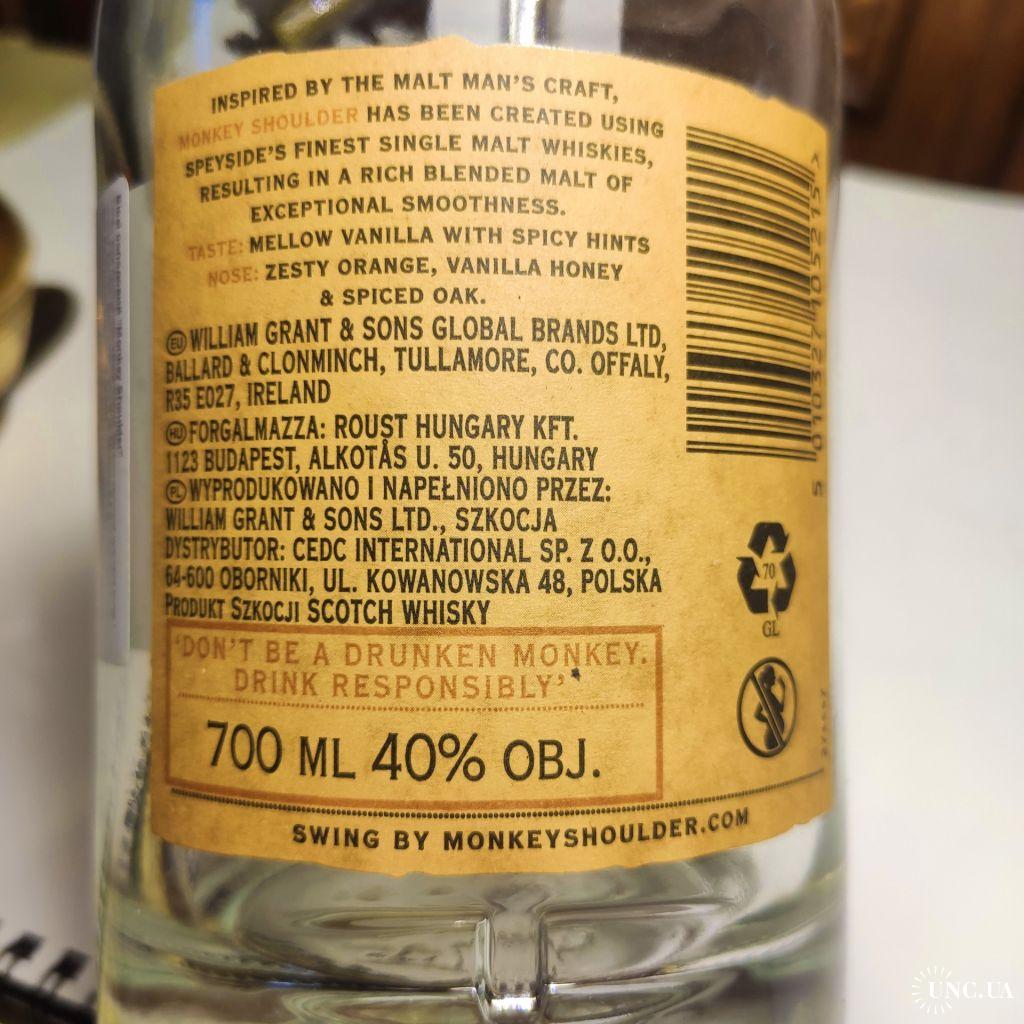 INSPIRED BY THE MALT MAN'S CRAFT,
MONKEY SHOULDER HAS BEEN CREATED USING
SPEYSIDE'S FINEST SINGLE MALT WHISKIES,
RESULTING IN A RICH BLENDED MALT OF
EXCEPTIONAL SMOOTHNESS.
TASTE: MELLOW VANILLA WITH SPICY HINTS
NOSE: ZESTY ORANGE, VANILLA HONEY
& SPICED OAK.
EU WILLIAM GRANT & SONS GLOBAL BRANDS LTD,
BALLARD & CLONMINCH, TULLAMORE, CO. OFFALY,
R35 E027, IRELAND
HU FORGALMAZZA: ROUST HUNGARY KFT.
1123 BUDAPEST, ALKOTÅS U. 50, HUNGARY
PL WYPRODUKOWANO I NAPEŁNIONO PRZEZ:
WILLIAM GRANT & SONS LTD., SZKOCJA
DYSTRYBUTOR: CEDC INTERNATIONAL SP. Z O.O.,
64-600 OBORNIKI, UL. KOWANOWSKA 48, POLSKA
PRODUKT SZKOCJI SCOTCH WHISKY
'DON'T BE A DRUNKEN MONKEY.
DRINK RESPONSIBLY'
700 ML 40% OBJ.
SWING BY MONKEYSHOULDER.COM
5 010327 405215 >
70
GL
UNC.UA